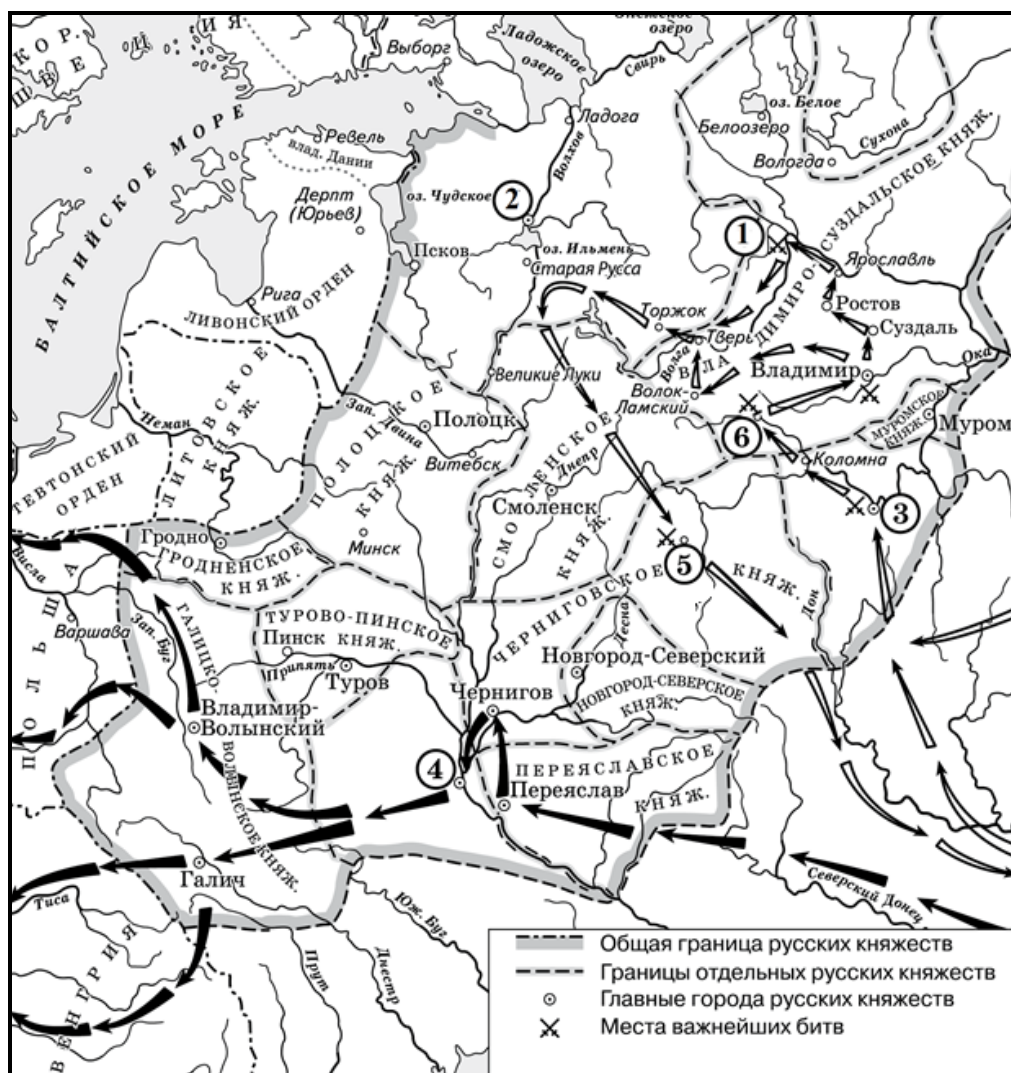 КОР.
ШВЕЦИЯ
Выборг
Ладожское
озеро
Онежское
озеро
Свирь
оз. Белое
Белоозеро
Сухона
Вологда
БАЛТИЙСКОЕ МОРЕ
Ревель
влад. Дании
Ладога
Волхов
Дерпт
(Юрьев)
оз. Чудское
2
Псков
оз. Ильмень
Старая Русса
1
ВЛАДИМИРО-СУЗДАЛЬСКОЕ КНЯЖ.
Ярославль
Ростов
Суздаль
Рига
ЛИВОНСКИЙ ОРДЕН
Торжок
Тверь
Волга
Владимир
Ока
Волок-
Ламский
Великие Луки
6
МУРОМСКОЕ
КНЯЖ.
Муром
Неман
ЛИТОВСКОЕ
КНЯЖ.
Зап. Двина
Полоцк
ПОЛОЦКОЕ
КНЯЖ.
Витебск
ТЕВТОНСКИЙ
ОРДЕН
СМОЛЕНСКОЕ
КНЯЖ.
Днепр
Смоленск
Коломна
3
Минск
Гродно
ГРОДНЕНСКОЕ
КНЯЖ.
5
Висла
Варшава
ПОЛЬША
Зап. Буг
ГАЛИЦКО-
ВОЛЫНСКОЕ КНЯЖ.
ТУРОВО-ПИНСКОЕ
КНЯЖ.
Пинск
Припять
Туров
ЧЕРНИГОВСКОЕ
КНЯЖ.
Дон
Десна
Новгород-Северский
НОВГОРОД-СЕВЕРСКОЕ
КНЯЖ.
Чернигов
Владимир-
Волынский
4
ПЕРЕЯСЛАВСКОЕ
КНЯЖ.
Переяслав
Галич
Тиса
ВЕНГРИЯ
Юж. Буг
Прут
Днестр
Северский Донец
Общая граница русских княжеств
Границы отдельных русских княжеств
Главные города русских княжеств
Места важнейших битв